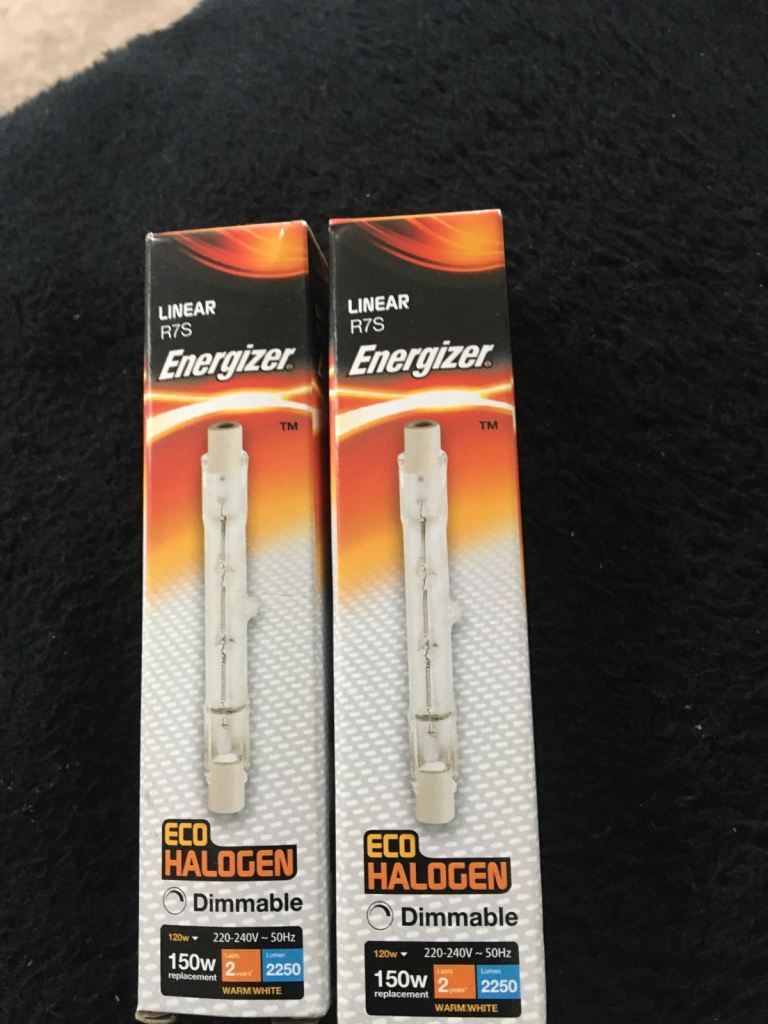 LINEAR
R7S
Energizer
TM
ECO
HALOGEN
Dimmable
120w 220-240V ~ 50Hz
150w
replacement
Lasts
2 years*
Lumen
2250
WARM WHITE
LINEAR
R7S
Energizer
TM
ECO
HALOGEN
Dimmable
120w 220-240V ~ 50Hz
150w
replacement
Lasts
2 years*
Lumen
2250
WARM WHITE